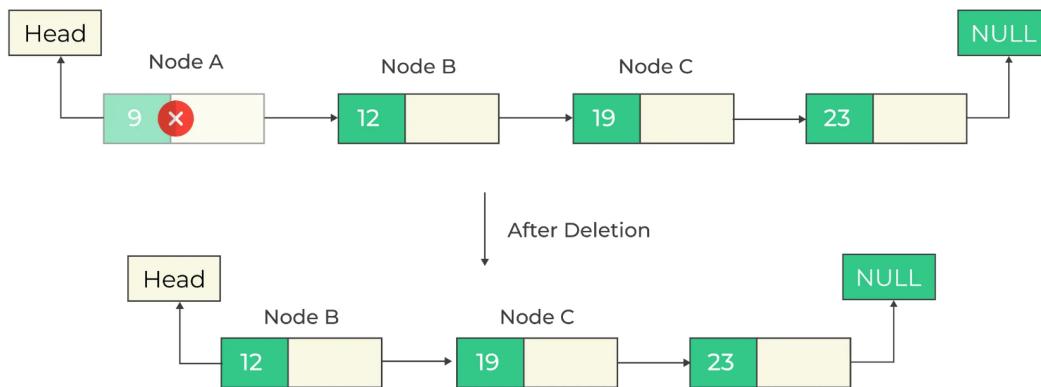 Head
NULL
Node A
Node B
Node C
9
12
19
23
After Deletion
Head
NULL
Node B
Node C
12
19
23